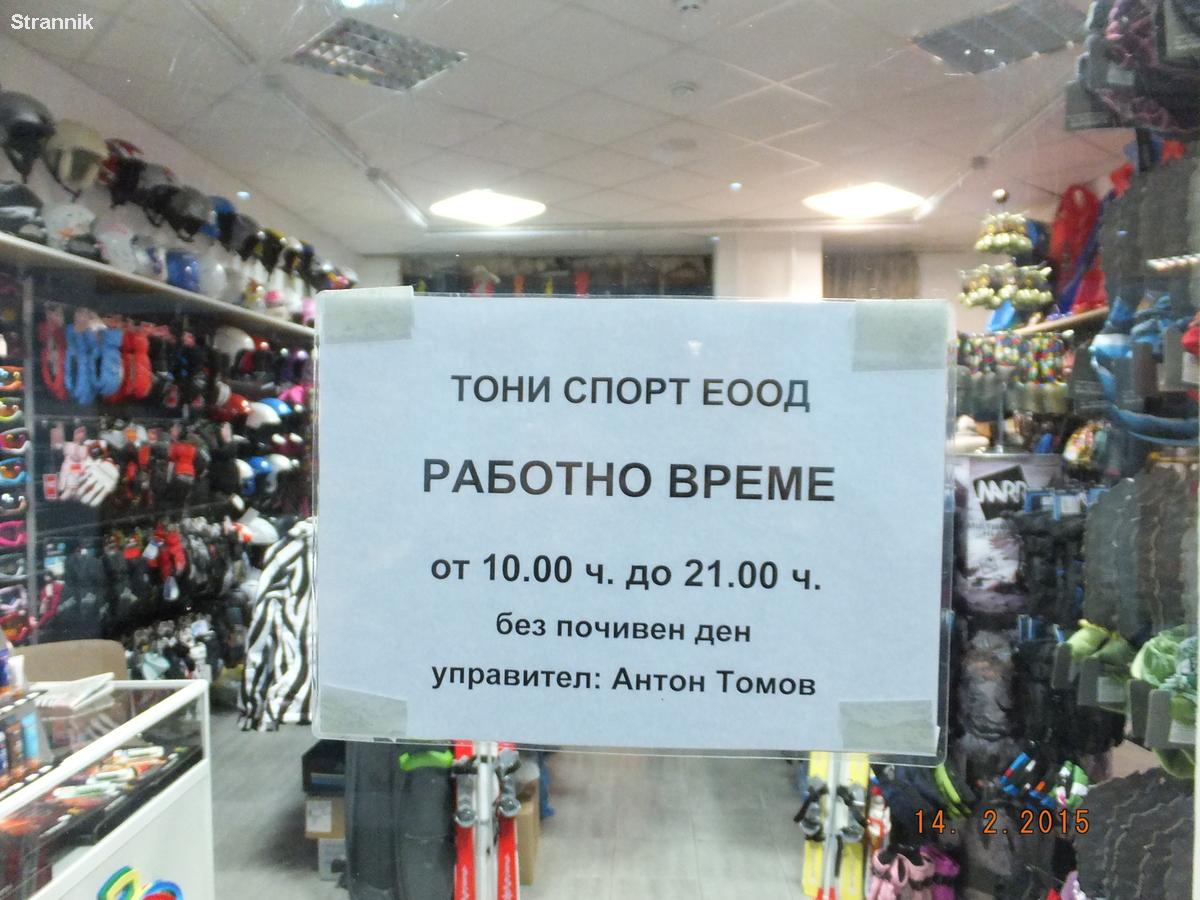 Strannik
ТОНИ СПОРТ ЕООД
РАБОТНО ВРЕМЕ
от 10.00 ч. до 21.00 ч.
без почивен ден
управител: Антон Томов
14. 2.2015